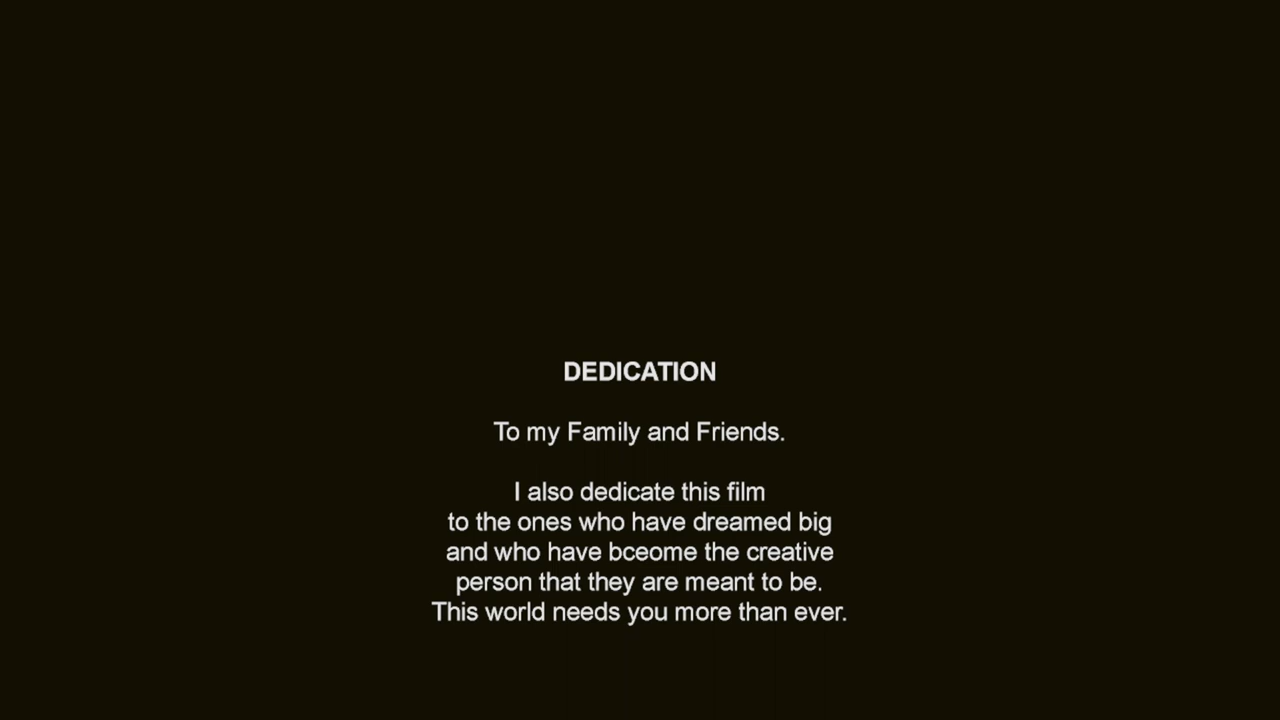 DEDICATION
To my Family and Friends.
I also dedicate this film
to the ones who have dreamed big
and who have bceome the creative
person that they are meant to be.
This world needs you more than ever.